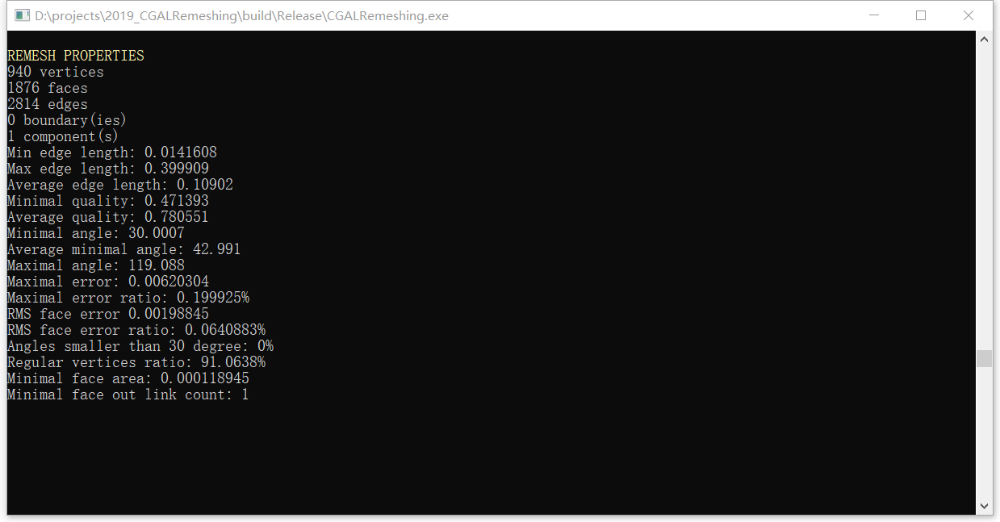 D:\projects\2019_CGALRemeshing\build\Release\CGALRemeshing.exe
REMESH PROPERTIES
940 vertices
1876 faces
2814 edges
0 boundary(ies)
1 component(s)
Min edge length: 0.0141608
Max edge length: 0.399909
Average edge length: 0.10902
Minimal quality: 0.471393
Average quality: 0.780551
Minimal angle: 30.0007
Average minimal angle: 42.991
Maximal angle: 119.088
Maximal error: 0.00620304
Maximal error ratio: 0.199925%
RMS face error 0.00198845
RMS face error ratio: 0.0640883%
Angles smaller than 30 degree: 0%
Regular vertices ratio: 91.0638%
Minimal face area: 0.000118945
Minimal face out link count: 1